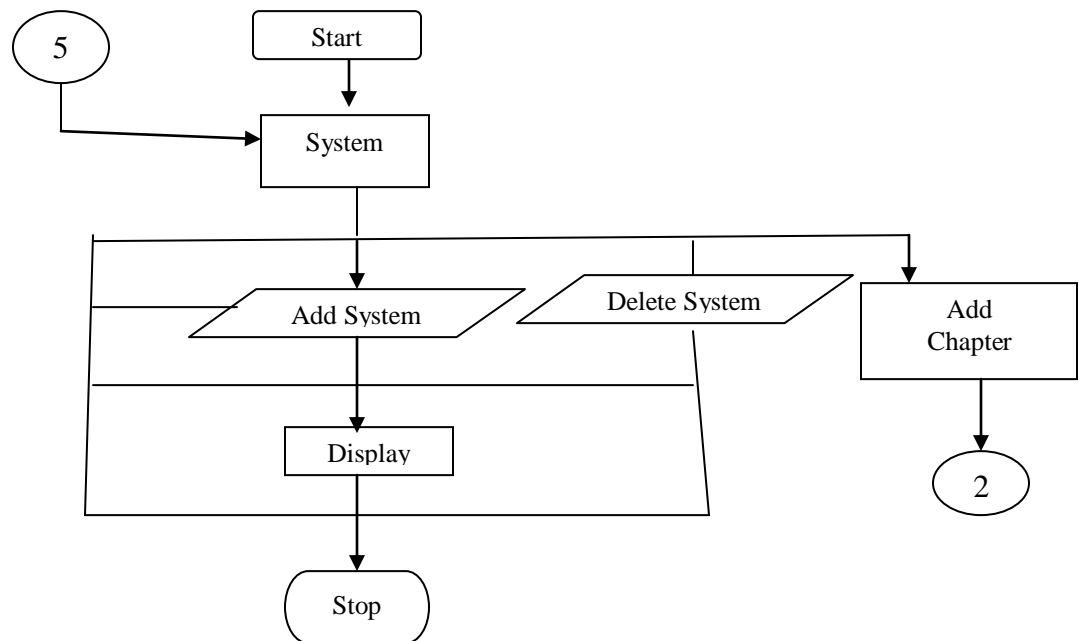 5
Start
System
Add System
Delete System
Add
Chapter
Display
2
Stop